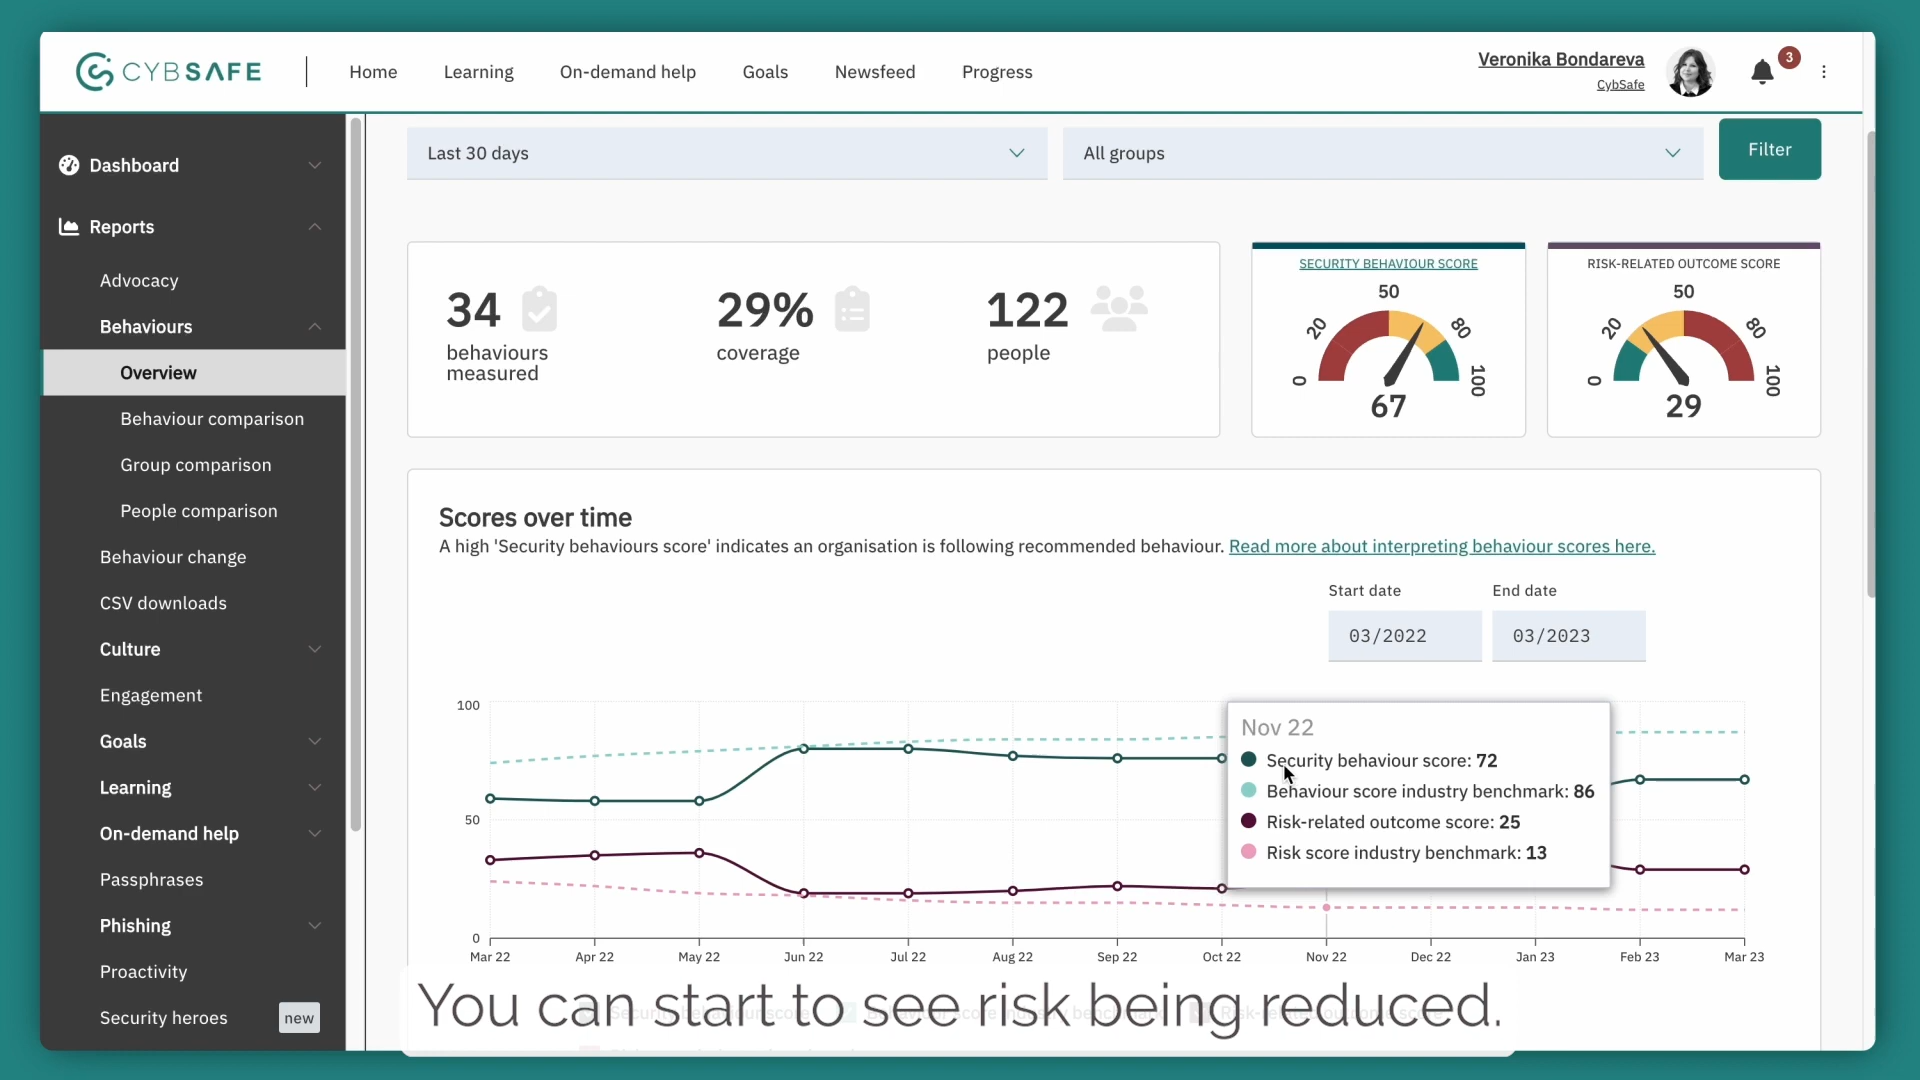 CYBSAFE
Home
Learning
On-demand help
Goals
Newsfeed
Progress
Veronika Bondareva
CybSafe
3
Dashboard
Reports
Advocacy
Behaviours
Overview
Behaviour comparison
Group comparison
People comparison
Behaviour change
CSV downloads
Culture
Engagement
Goals
Learning
On-demand help
Passphrases
Phishing
Proactivity
Security heroes new
Last 30 days
All groups
Filter
34
behaviours
measured
29%
coverage
122
people
SECURITY BEHAVIOUR SCORE
0 20 50 80 100
67
RISK-RELATED OUTCOME SCORE
0 20 50 80 100
29
Scores over time
A high 'Security behaviours score' indicates an organisation is following recommended behaviour. Read more about interpreting behaviour scores here.
Start date
03/2022
End date
03/2023
100
50
0
Nov 22
Security behaviour score: 72
Behaviour score industry benchmark: 86
Risk-related outcome score: 25
Risk score industry benchmark: 13
Mar 22 Apr 22 May 22 Jun 22 Jul 22 Aug 22 Sep 22 Oct 22 Nov 22 Dec 22 Jan 23 Feb 23 Mar 23
You can start to see risk being reduced.